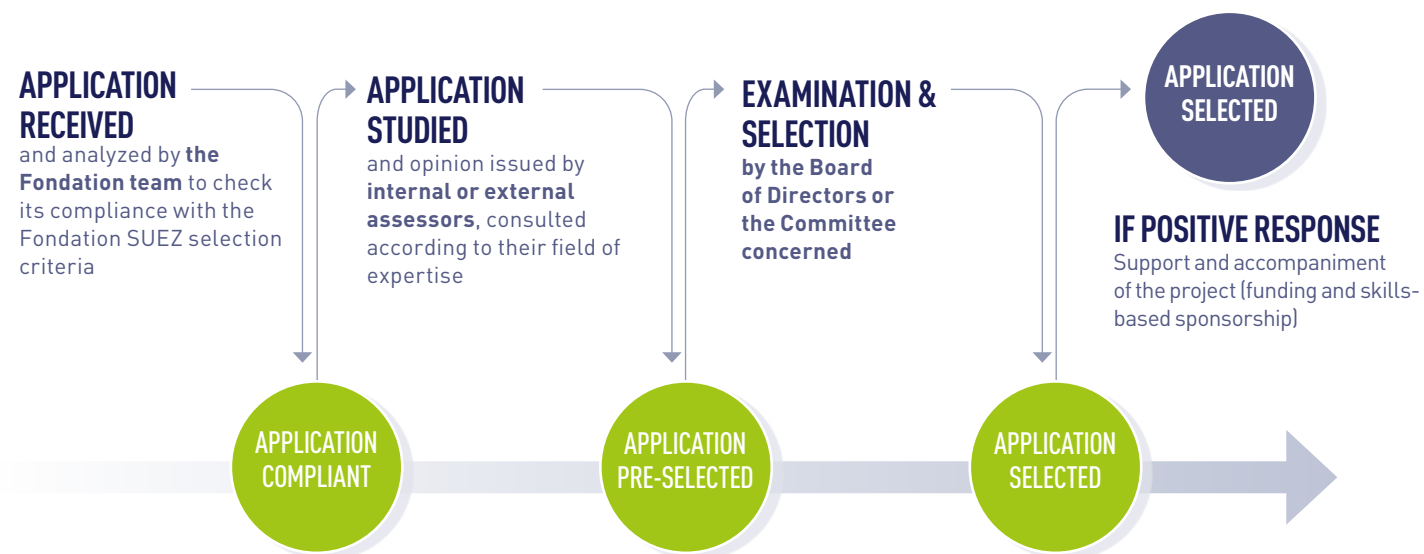 APPLICATION
RECEIVED
and analyzed by the
Fondation team to check
its compliance with the
Fondation SUEZ selection
criteria
APPLICATION
COMPLIANT
APPLICATION
STUDIED
and opinion issued by
internal or external
assessors, consulted
according to their field of
expertise
APPLICATION
PRE-SELECTED
EXAMINATION &
SELECTION
by the Board
of Directors or
the Committee
concerned
APPLICATION
SELECTED
APPLICATION
SELECTED
IF POSITIVE RESPONSE
Support and accompaniment
of the project (funding and skills-
based sponsorship)